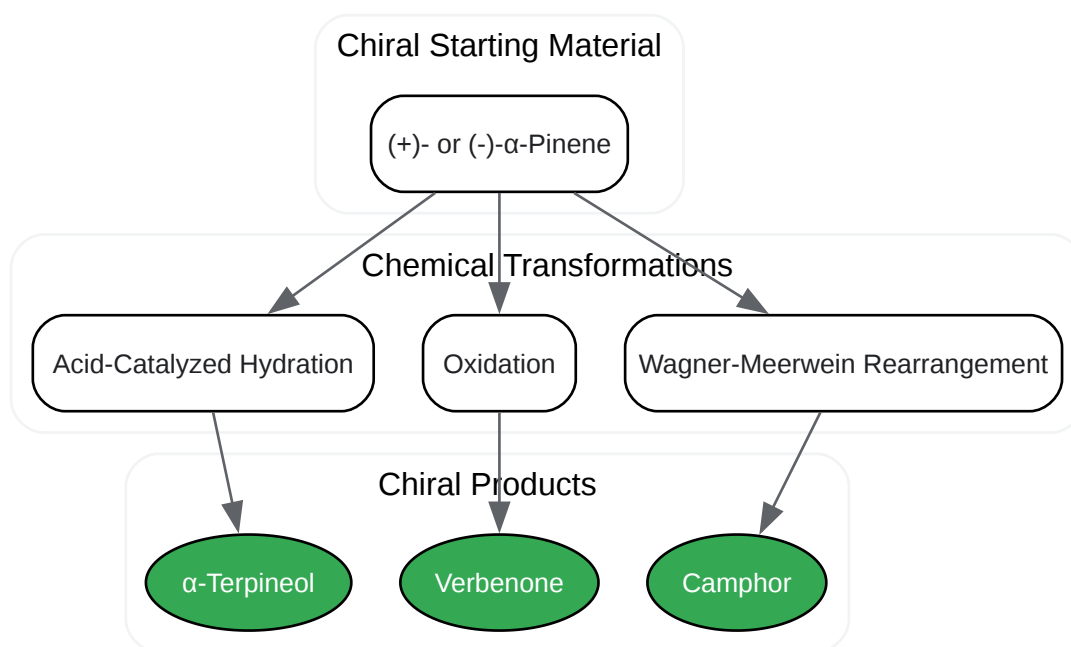 Chiral Starting Material
(+)- or (-)-α-Pinene
Chemical Transformations
Acid-Catalyzed Hydration
Oxidation
Wagner-Meerwein Rearrangement
Chiral Products
α-Terpineol
Verbenone
Camphor